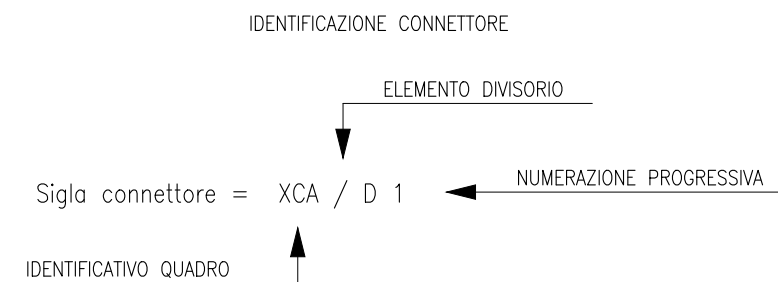 IDENTIFICAZIONE CONNETTORE
ELEMENTO DIVISORIO
Sigla connettore = XCA / D 1
NUMERAZIONE PROGRESSIVA
IDENTIFICATIVO QUADRO